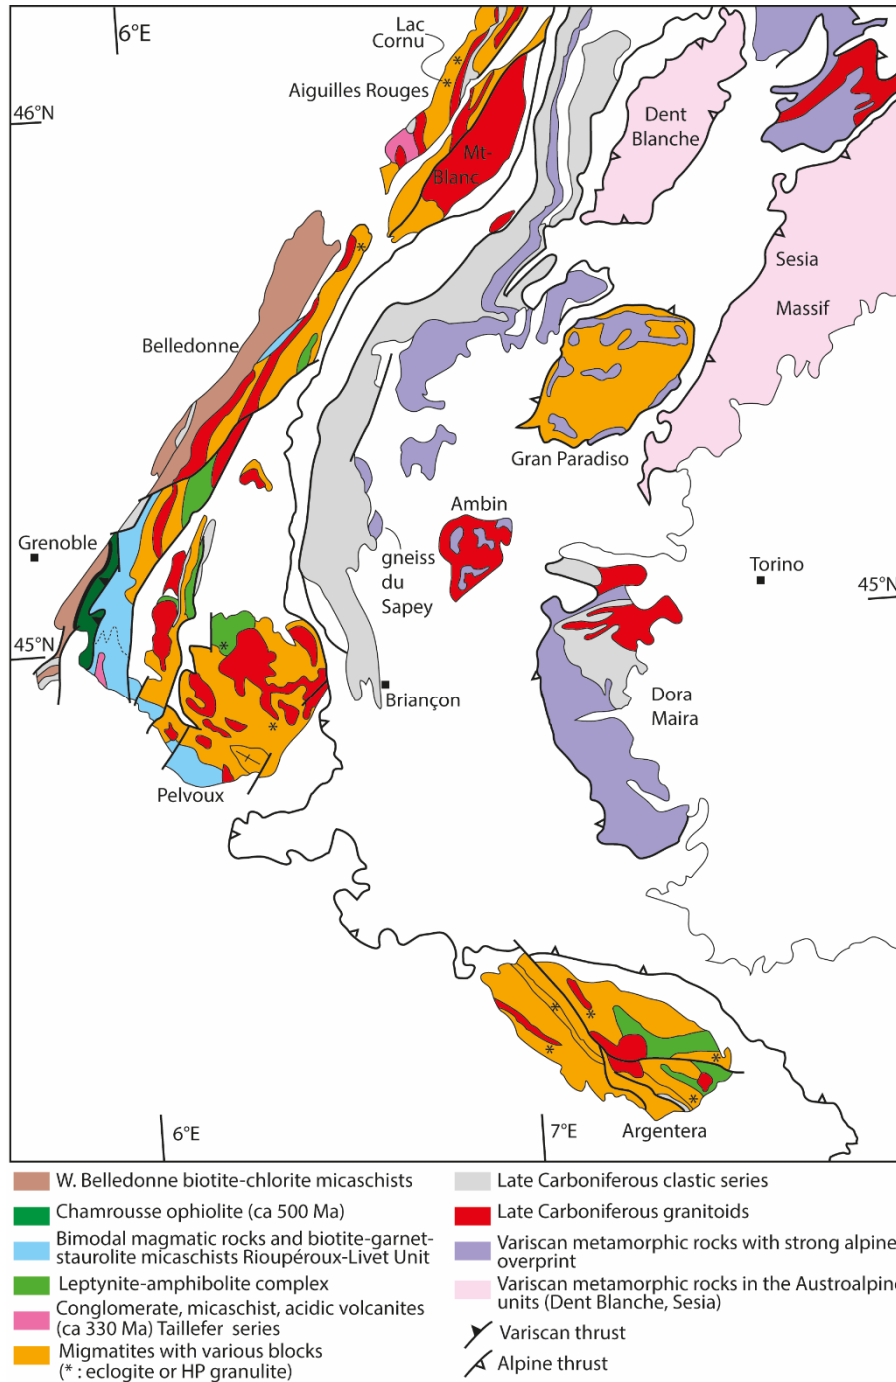 6°E
Lac
Cornu
Aiguilles Rouges
46°N
Mt-
Blanc
Dent
Blanche
Sesia
Massif
Belledonne
Gran Paradiso
Ambin
Grenoble
gneiss
du
Sapey
Torino
45°N
45°N
Briançon
Dora
Maira
Pelvoux
6°E
7°E
Argentera
W. Belledonne biotite-chlorite micaschists
Chamrousse ophiolite (ca 500 Ma)
Bimodal magmatic rocks and biotite-garnet-
staurolite micaschists Rioupéroux-Livet Unit
Leptynite-amphibolite complex
Conglomerate, micaschist, acidic volcanites
(ca 330 Ma) Taillefer series
Migmatites with various blocks
(* : eclogite or HP granulite)
Late Carboniferous clastic series
Late Carboniferous granitoids
Variscan metamorphic rocks with strong alpine
overprint
Variscan metamorphic rocks in the Austroalpine
units (Dent Blanche, Sesia)
Variscan thrust
Alpine thrust